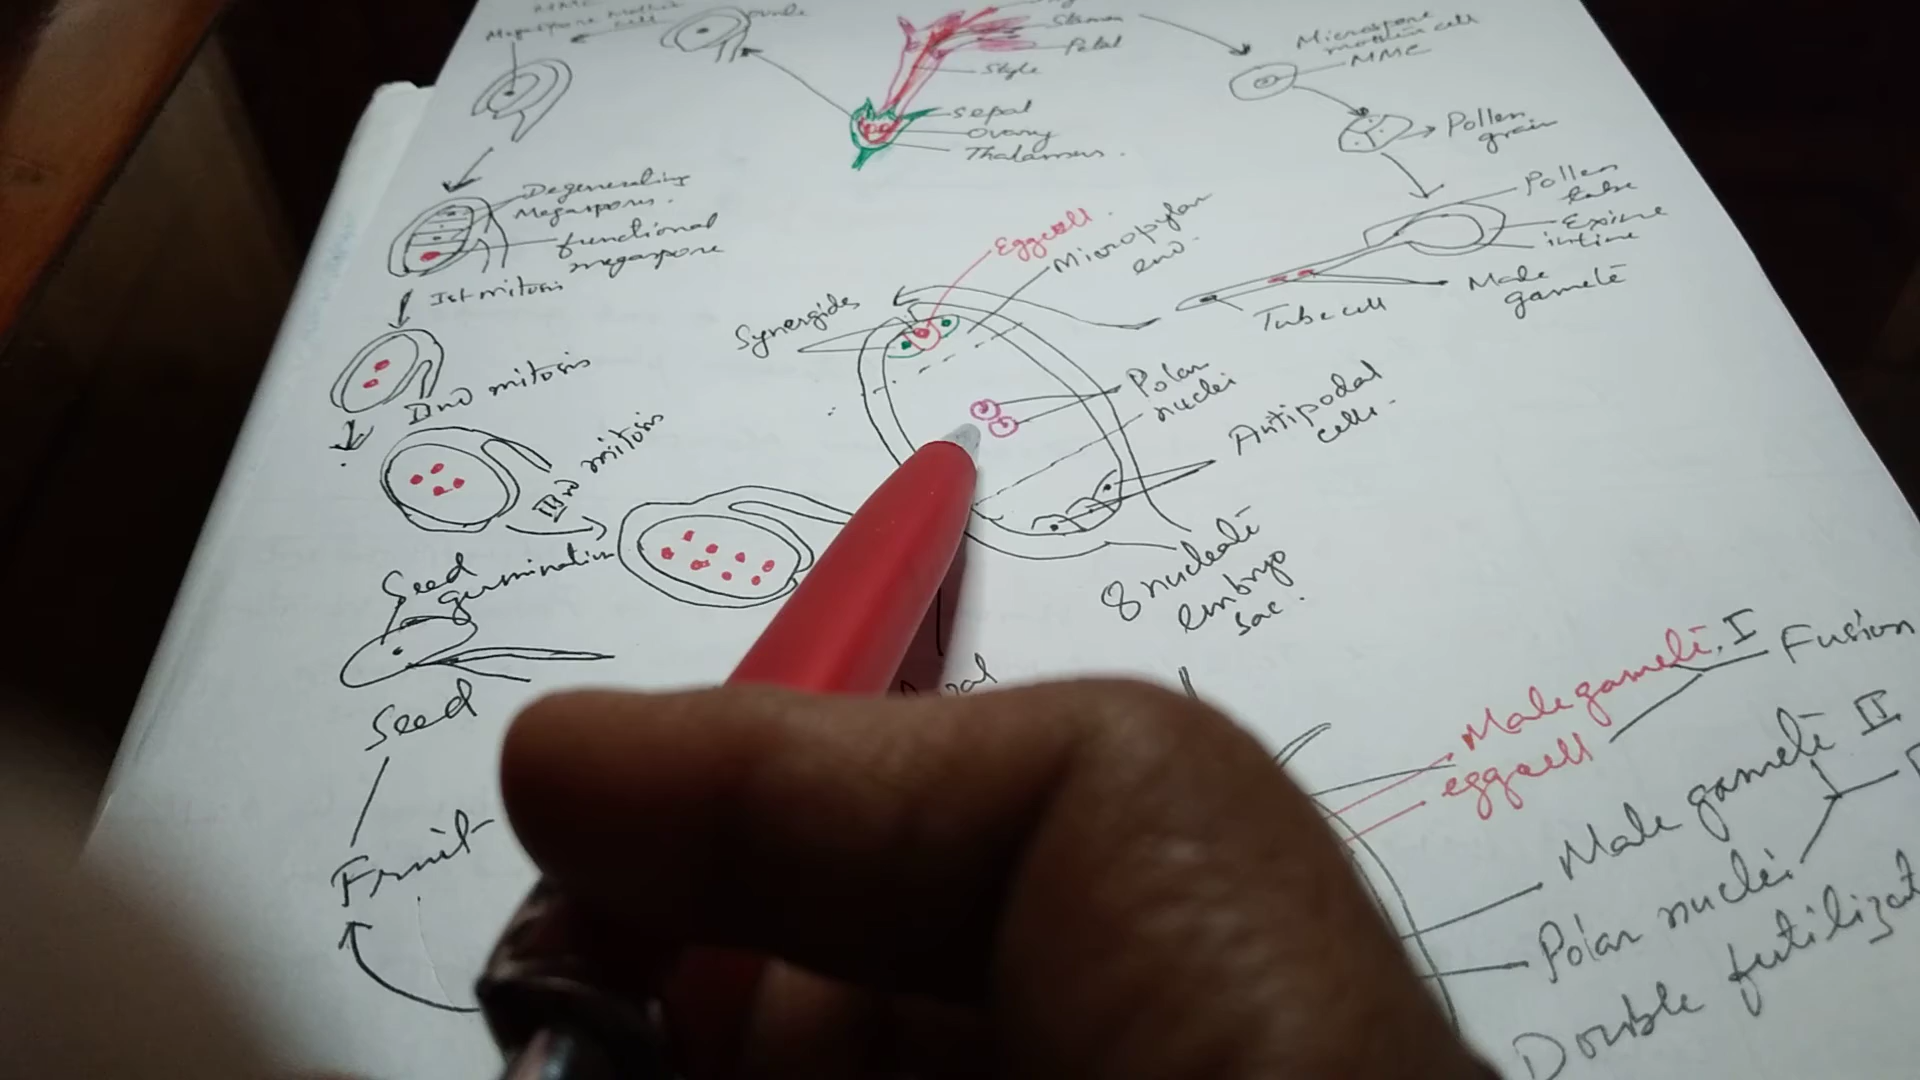 MMC
Megaspore Mother
cell
ovule
Stamen
Petal
Style
sepal
Ovary
Thalamus.
Microspore
mother cell
MMC
Pollen
grain
Pollen
tube
Exine
intine
Male
gamete
Tube cell
Degenerating
Megaspores.
functional
megaspore
Ist mitosis
IInd mitosis
IIIrd mitosis
Egg cell.
Micropylar
end.
Synergids
Polar
nuclei
Antipodal
cells.
8 nucleate
embryo
sac.
Seed
germination
Seed
Fruit
Male gamete I
egg cell
Fusion
Male gamete II
Polar nuclei
Double